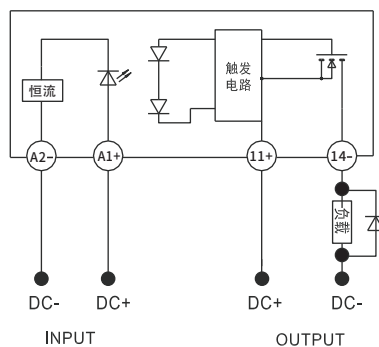 触发
电路
恒流
A2-
A1+
11+
14-
负载
DC-
DC+
DC+
DC-
INPUT
OUTPUT